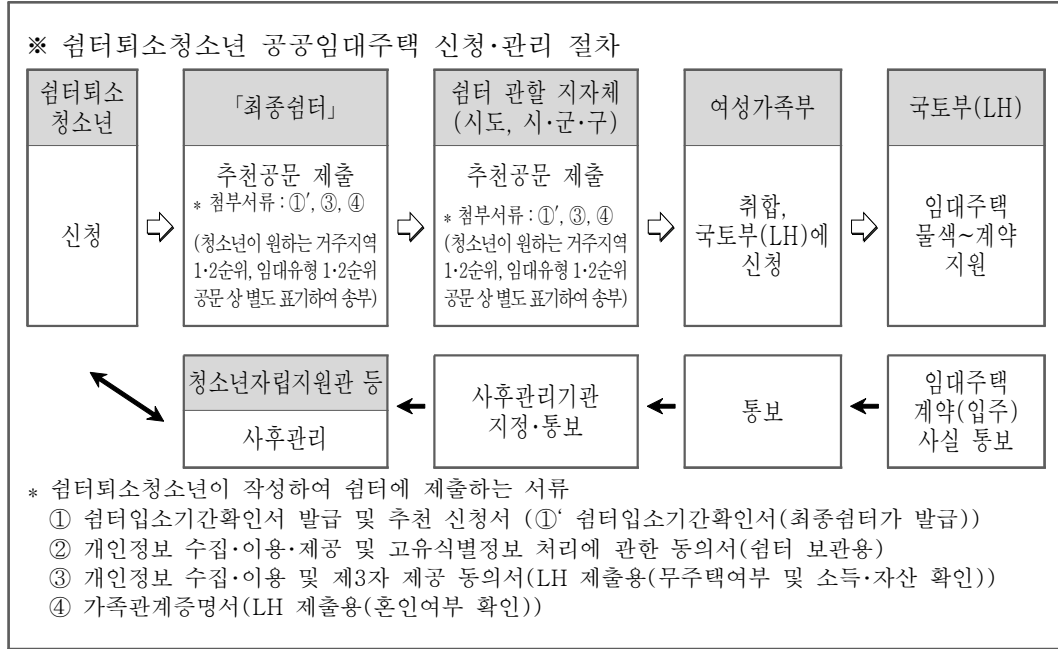 ※ 쉼터퇴소청소년 공공임대주택 신청·관리 절차
쉼터퇴소
청소년
신청
「최종쉼터」
추천공문 제출
* 첨부서류 : ①′, ③, ④
(청소년이 원하는 거주지역
1·2순위, 임대유형 1·2순위
공문 상 별도 표기하여 송부)
쉼터 관할 지자체
(시도, 시·군·구)
추천공문 제출
* 첨부서류 : ①′, ③, ④
(청소년이 원하는 거주지역
1·2순위, 임대유형 1·2순위
공문 상 별도 표기하여 송부)
여성가족부
취합,
국토부(LH)에
신청
국토부(LH)
임대주택
물색~계약
지원
청소년자립지원관 등
사후관리
사후관리기관
지정·통보
통보
임대주택
계약(입주)
사실 통보
* 쉼터퇴소청소년이 작성하여 쉼터에 제출하는 서류
① 쉼터입소기간확인서 발급 및 추천 신청서 (①‘ 쉼터입소기간확인서(최종쉼터가 발급))
② 개인정보 수집·이용·제공 및 고유식별정보 처리에 관한 동의서(쉼터 보관용)
③ 개인정보 수집·이용 및 제3자 제공 동의서(LH 제출용(무주택여부 및 소득·자산 확인))
④ 가족관계증명서(LH 제출용(혼인여부 확인))